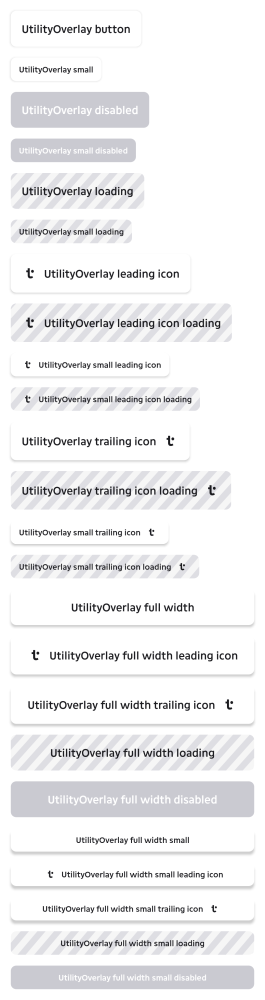 UtilityOverlay button
UtilityOverlay small
UtilityOverlay disabled
UtilityOverlay small disabled
UtilityOverlay loading
UtilityOverlay small loading
UtilityOverlay leading icon
UtilityOverlay leading icon loading
UtilityOverlay small leading icon
UtilityOverlay small leading icon loading
UtilityOverlay trailing icon
UtilityOverlay trailing icon loading
UtilityOverlay small trailing icon
UtilityOverlay small trailing icon loading
UtilityOverlay full width
UtilityOverlay full width leading icon
UtilityOverlay full width trailing icon
UtilityOverlay full width loading
UtilityOverlay full width disabled
UtilityOverlay full width small
UtilityOverlay full width small leading icon
UtilityOverlay full width small trailing icon
UtilityOverlay full width small loading
UtilityOverlay full width small disabled